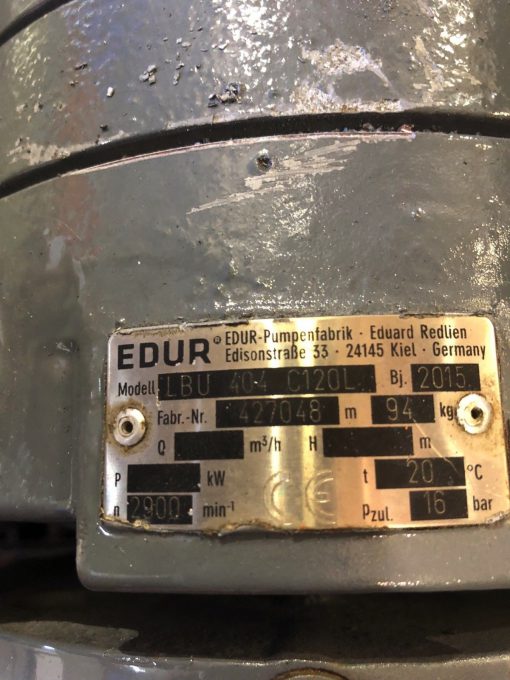 EDUR® EDUR-Pumpenfabrik · Eduard Redlien
Edisonstraße 33 · 24145 Kiel · Germany
Modell LBU 404 C120L Bj. 2015
Fabr.-Nr. 427048 m 94 kg
Q m³/h H m
P kW t 20 °C
n 2900 min⁻¹ CE Pzul. 16 bar